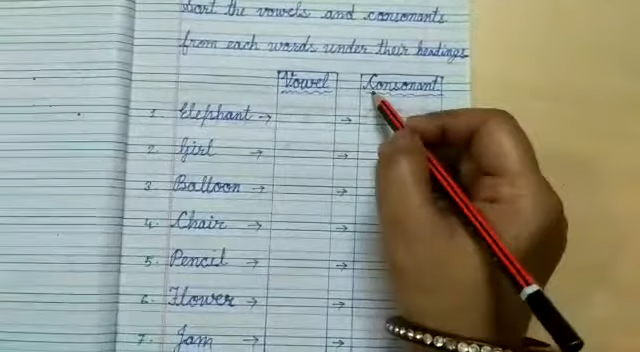 Sort the vowels and consonants
from each words under their headings
Vowel Consonant
1. Elephant → →
2. Girl → →
3. Balloon → →
4. Chair → →
5. Pencil → →
6. Flower → →
7. Jam → →